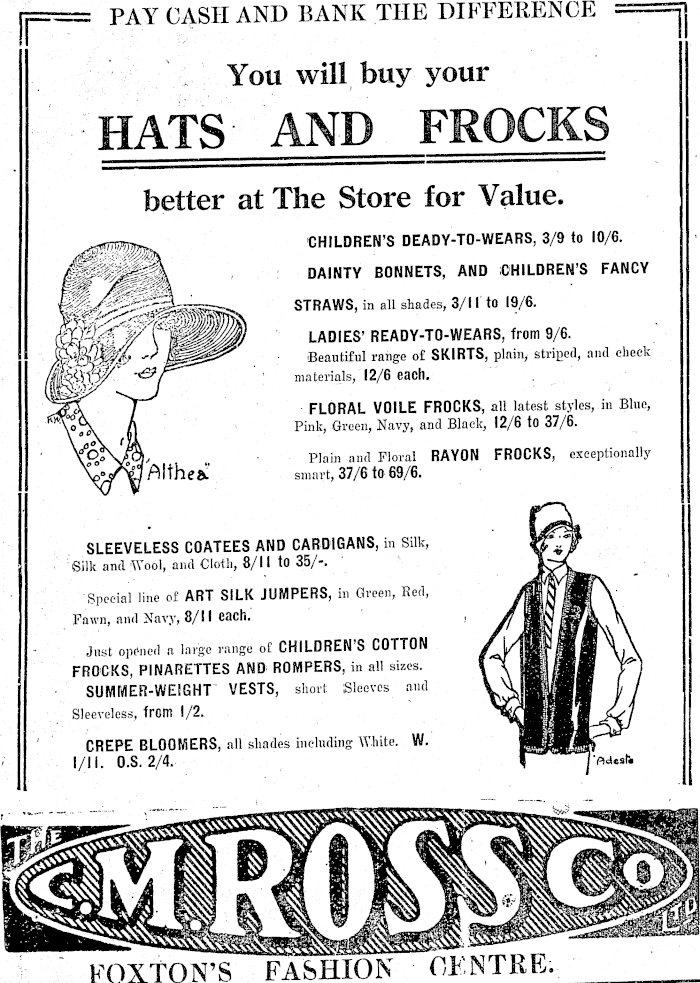 PAY CASH AND BANK THE DIFFERENCE
You will buy your
HATS AND FROCKS
better at The Store for Value.
CHILDREN'S DEADY-TO-WEARS, 3/9 to 10/6.
DAINTY BONNETS, AND CHILDREN'S FANCY
STRAWS, in all shades, 3/11 to 19/6.
LADIES' READY-TO-WEARS, from 9/6.
Beautiful range of SKIRTS, plain, striped, and check
materials, 12/6 each.
FLORAL VOILE FROCKS, all latest styles, in Blue,
Pink, Green, Navy, and Black, 12/6 to 37/6.
Plain and Floral RAYON FROCKS, exceptionally
smart, 37/6 to 69/6.
"Althea"
SLEEVELESS COATEES AND CARDIGANS, in Silk,
Silk and Wool, and Cloth, 8/11 to 35/-.
Special line of ART SILK JUMPERS, in Green, Red,
Fawn, and Navy, 8/11 each.
Just opened a large range of CHILDREN'S COTTON
FROCKS, PINARETTES AND ROMPERS, in all sizes.
SUMMER-WEIGHT VESTS, short Sleeves and
Sleeveless, from 1/2.
CREPE BLOOMERS, all shades including White. W.
1/11. O.S. 2/4.
"Adesta
THE
C.M.ROSS CO
LTD
FOXTON'S FASHION CENTRE.